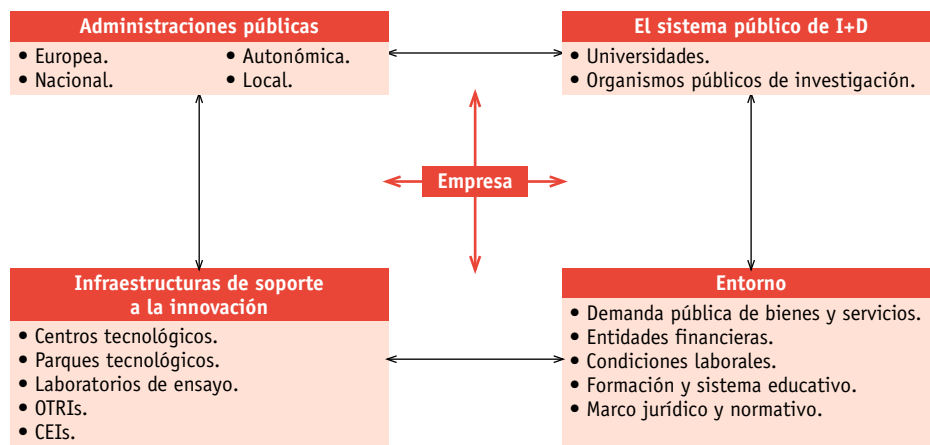 Administraciones públicas
• Europea.
• Nacional.
• Autonómica.
• Local.
El sistema público de I+D
• Universidades.
• Organismos públicos de investigación.
Empresa
Infraestructuras de soporte
a la innovación
• Centros tecnológicos.
• Parques tecnológicos.
• Laboratorios de ensayo.
• OTRIs.
• CEIs.
Entorno
• Demanda pública de bienes y servicios.
• Entidades financieras.
• Condiciones laborales.
• Formación y sistema educativo.
• Marco jurídico y normativo.